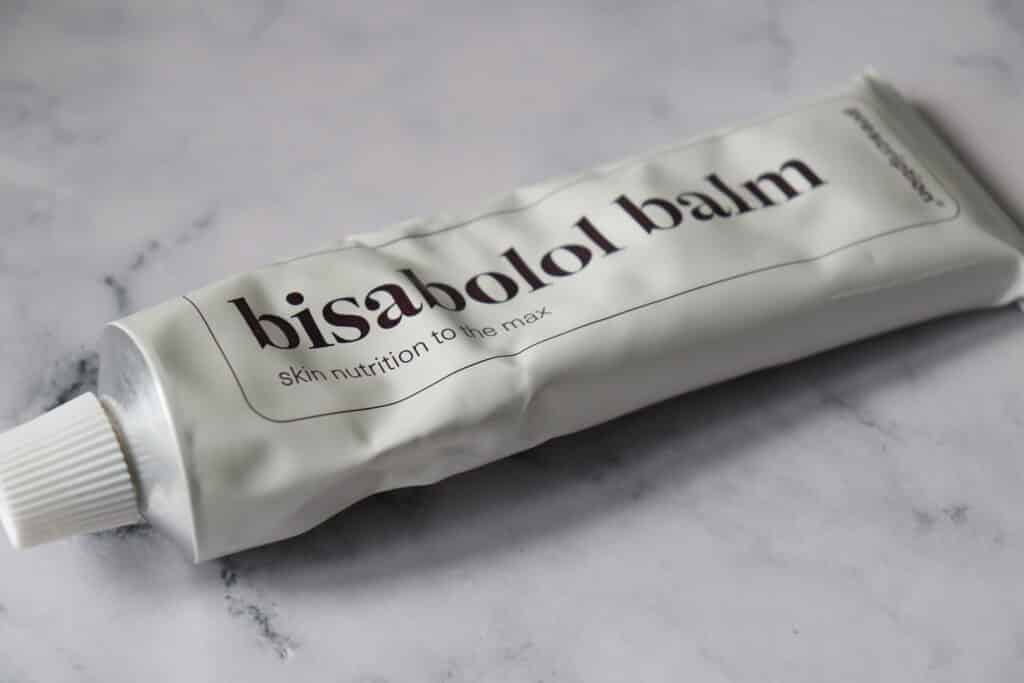 bisabolol balm
skin nutrition to the max